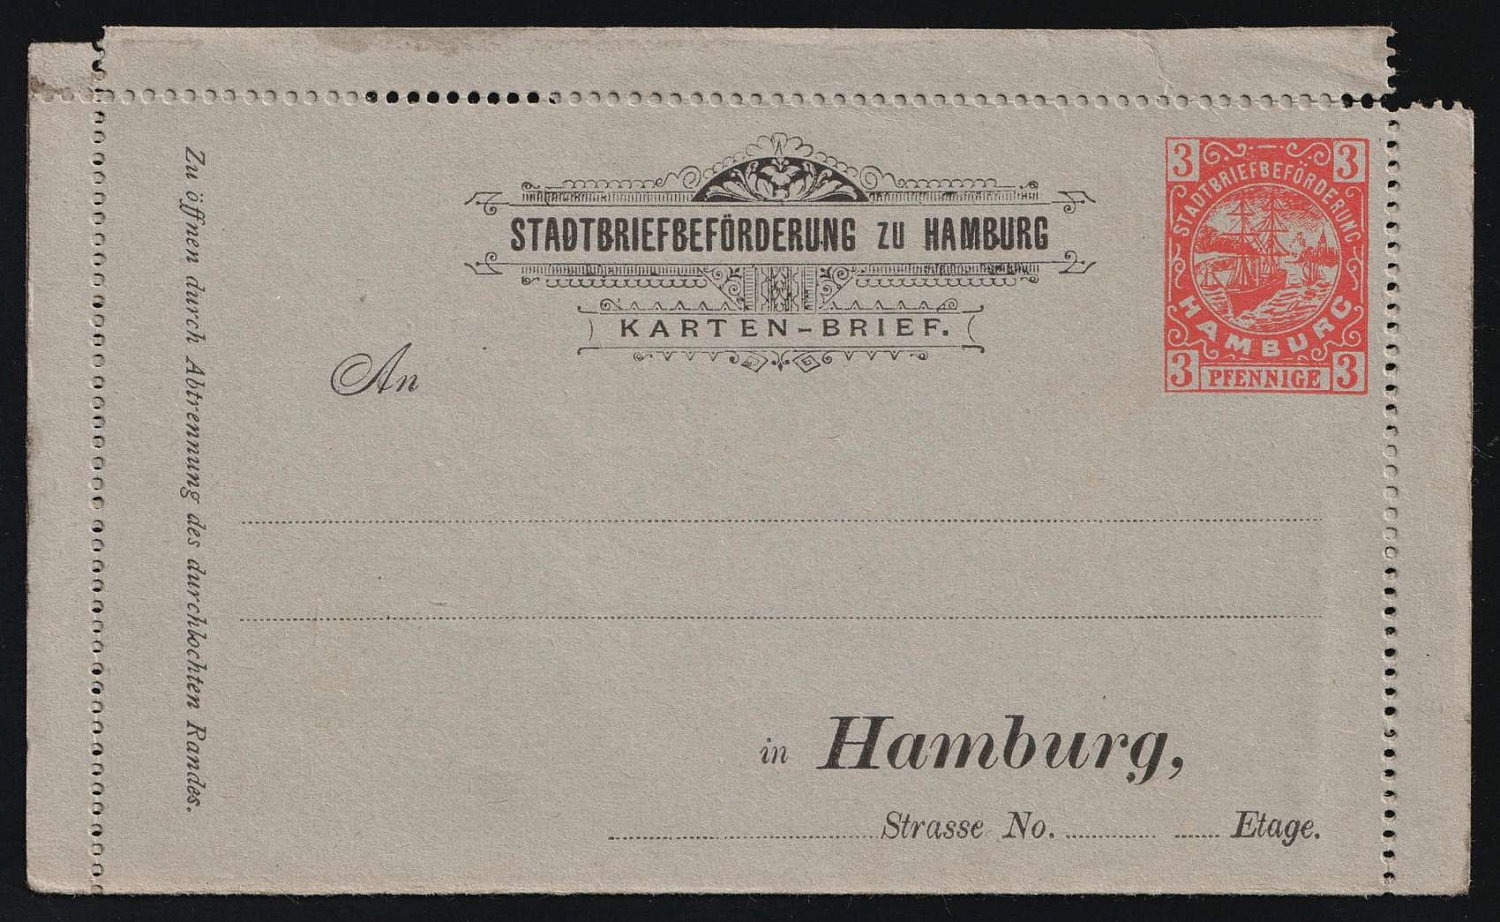 STADTBRIEFBEFÖRDERUNG ZU HAMBURG
KARTEN-BRIEF.
3 3
STADTBRIEFBEFÖRDERUNG
HAMBURG
3 PFENNIGE 3
An
in Hamburg,
Strasse No. Etage.
Zu öffnen durch Abtrennung des durchlochten Randes.